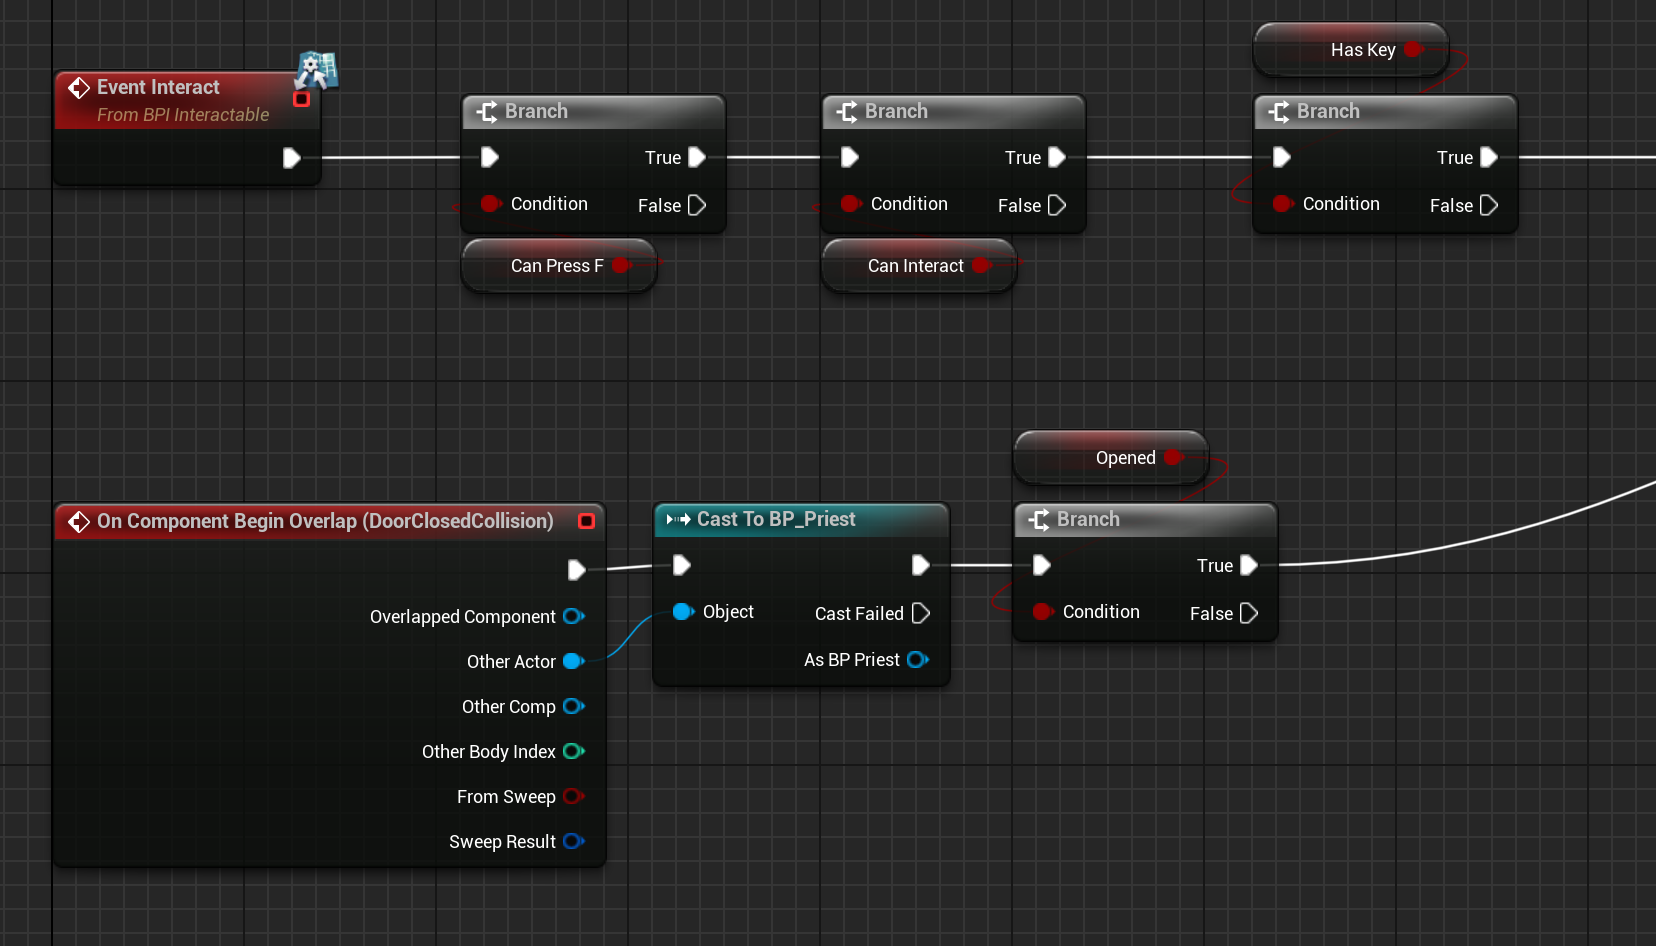 Has Key
Event Interact
From BPI Interactable
Branch
True
Condition
False
Can Press F
Branch
True
Condition
False
Can Interact
Branch
True
Condition
False
Opened
On Component Begin Overlap (DoorClosedCollision)
Overlapped Component
Other Actor
Other Comp
Other Body Index
From Sweep
Sweep Result
Cast To BP_Priest
Object
Cast Failed
As BP Priest
Branch
True
Condition
False